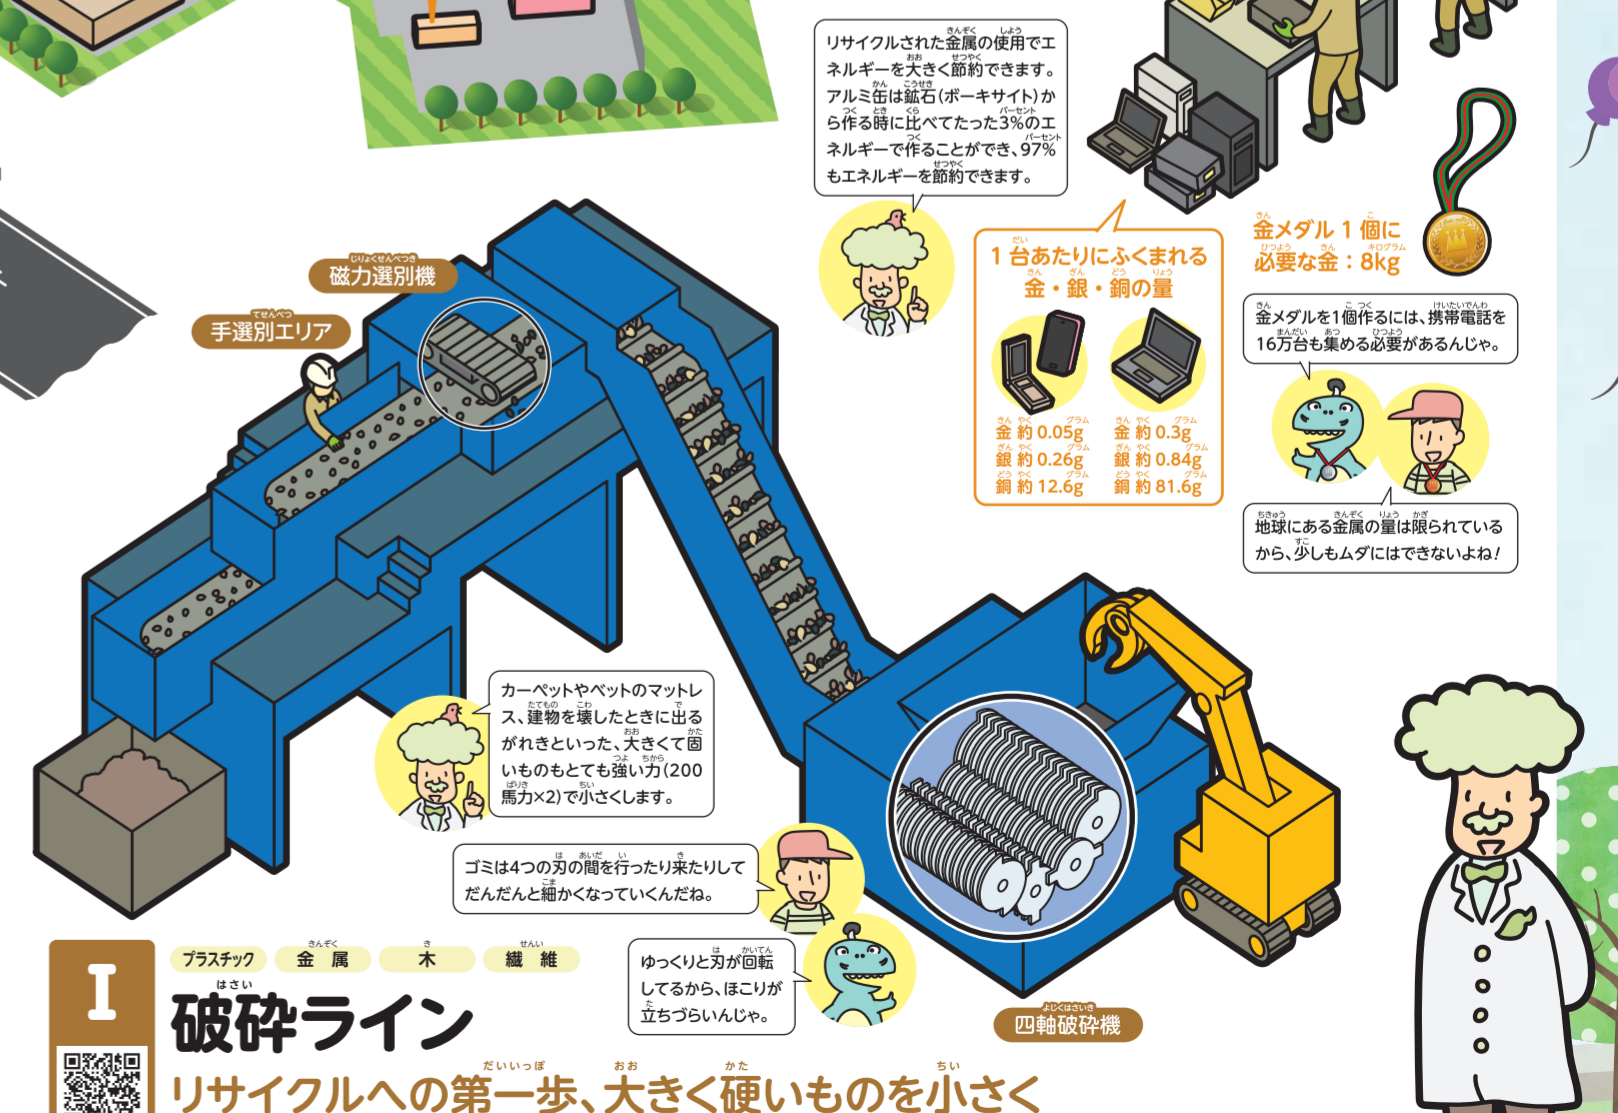 リサイクルされた金属の使用でエ
ネルギーを大きく節約できます。
アルミ缶は鉱石(ボーキサイト)か
ら作る時に比べてたった3%のエ
ネルギーで作ることができ、97%
もエネルギーを節約できます。
1台あたりにふくまれる
金・銀・銅の量
金 約 0.05g
銀 約 0.26g
銅 約 12.6g
金 約 0.3g
銀 約 0.84g
銅 約 81.6g
金メダル 1 個に
必要な金：8kg
金メダルを1個作るには、携帯電話を
16万台も集める必要があるんじゃ。
地球にある金属の量は限られている
から、少しもムダにはできないよね!
磁力選別機
手選別エリア
カーペットやベットのマットレ
ス、建物を壊したときに出る
がれきといった、大きくて固
いものもとても強い力(200
馬力×2)で小さくします。
ゴミは4つの刃の間を行ったり来たりして
だんだんと細かくなっていくんだね。
ゆっくりと刃が回転
してるから、ほこりが
立ちづらいんじゃ。
四軸破砕機
I
プラスチック 金属 木 繊維
破砕ライン
リサイクルへの第一歩、大きく硬いものを小さく